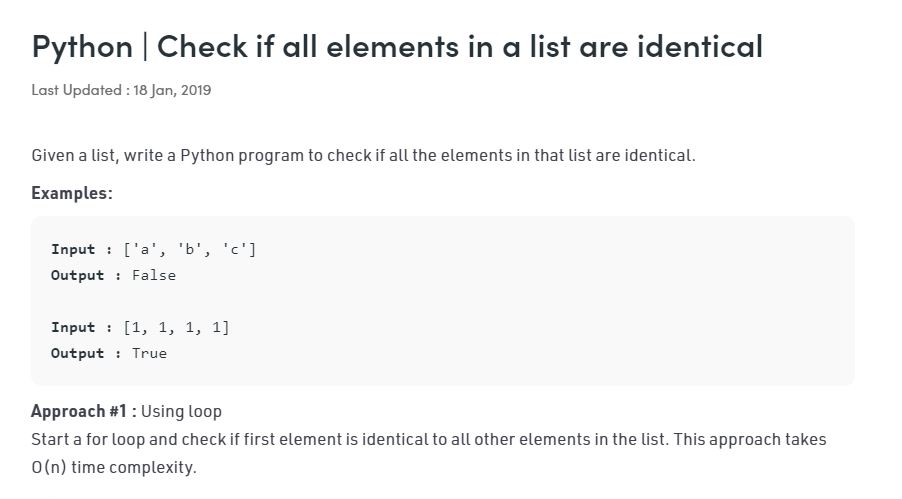 Python | Check if all elements in a list are identical
Last Updated : 18 Jan, 2019
Given a list, write a Python program to check if all the elements in that list are identical.
Examples:
Input : ['a', 'b', 'c']
Output : False
Input : [1, 1, 1, 1]
Output : True
Approach #1 : Using loop
Start a for loop and check if first element is identical to all other elements in the list. This approach takes
O(n) time complexity.